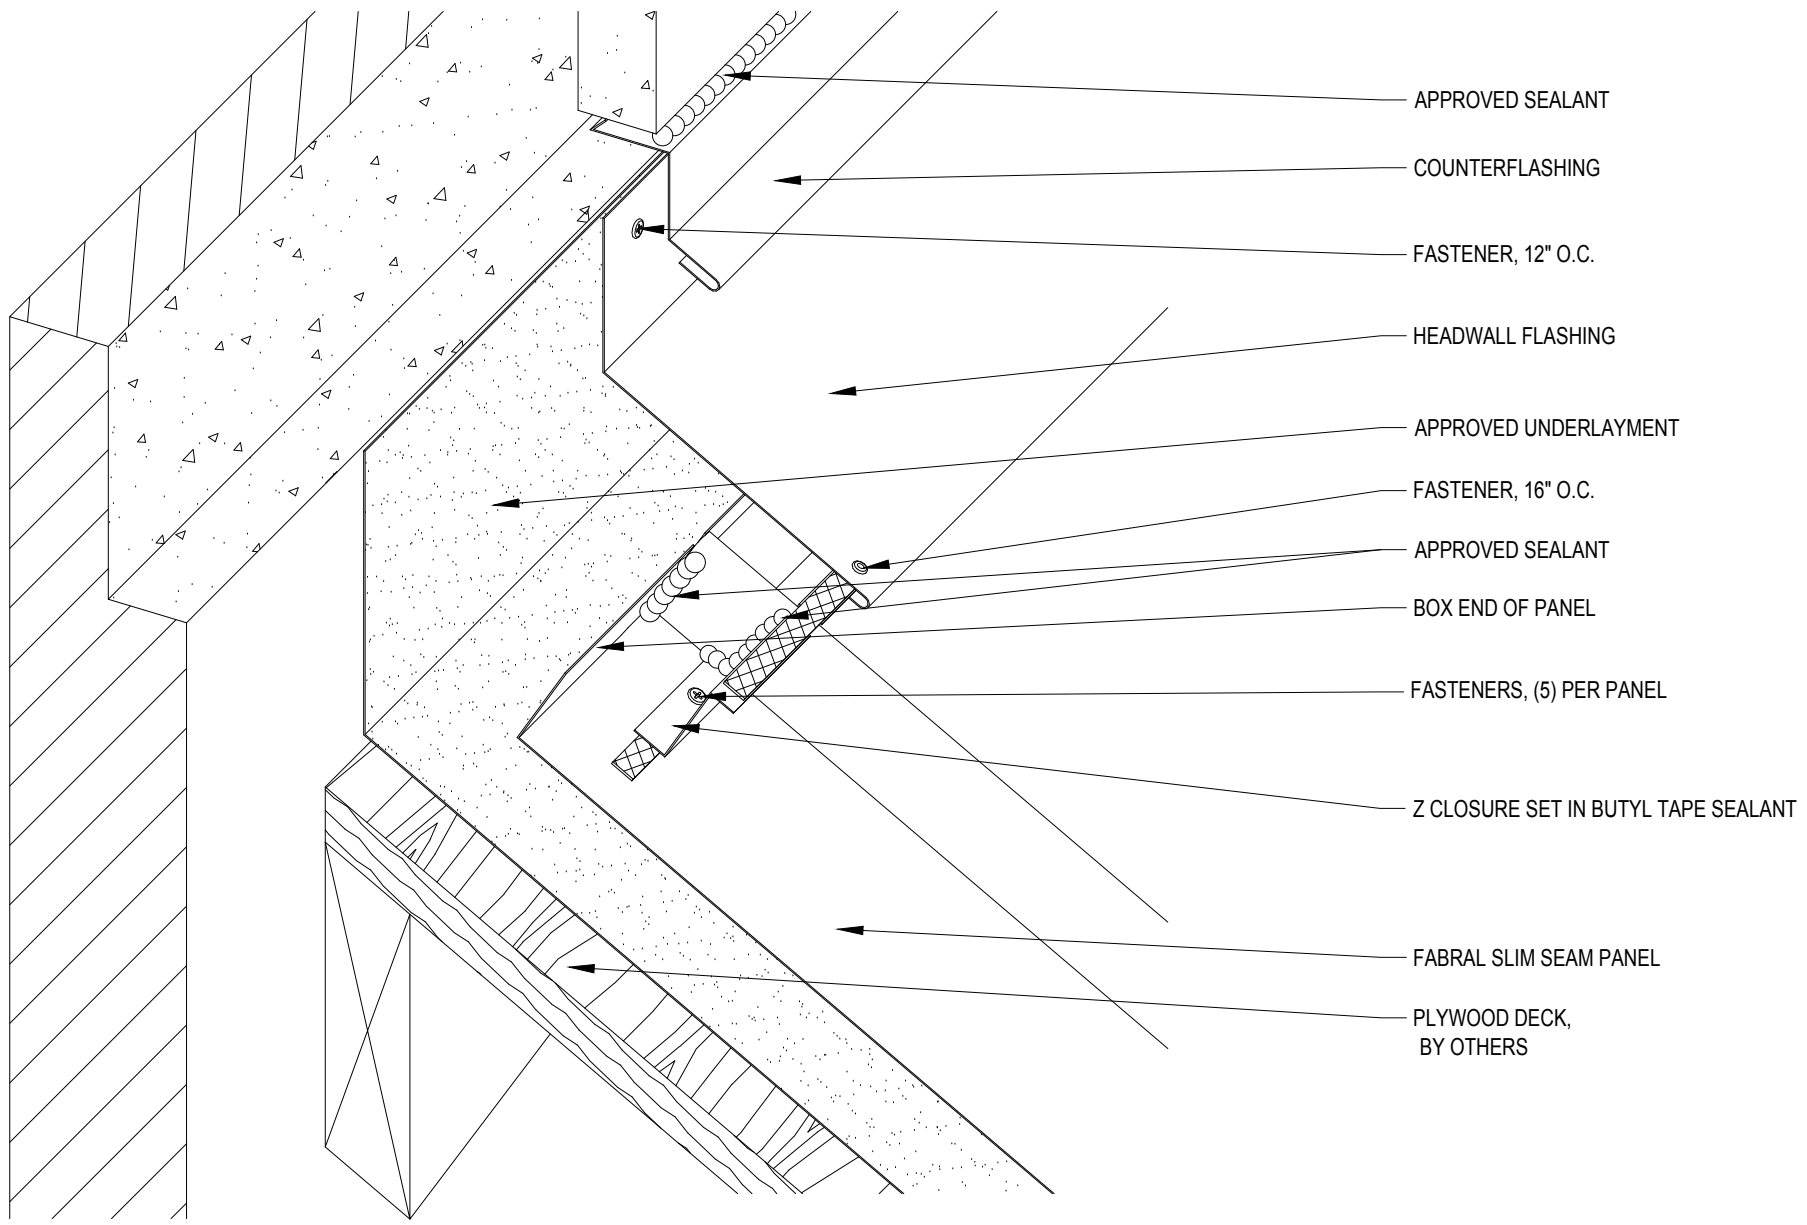 APPROVED SEALANT
COUNTERFLASHING
FASTENER, 12" O.C.
HEADWALL FLASHING
APPROVED UNDERLAYMENT
FASTENER, 16" O.C.
APPROVED SEALANT
BOX END OF PANEL
FASTENERS, (5) PER PANEL
Z CLOSURE SET IN BUTYL TAPE SEALANT
FABRAL SLIM SEAM PANEL
PLYWOOD DECK,
BY OTHERS